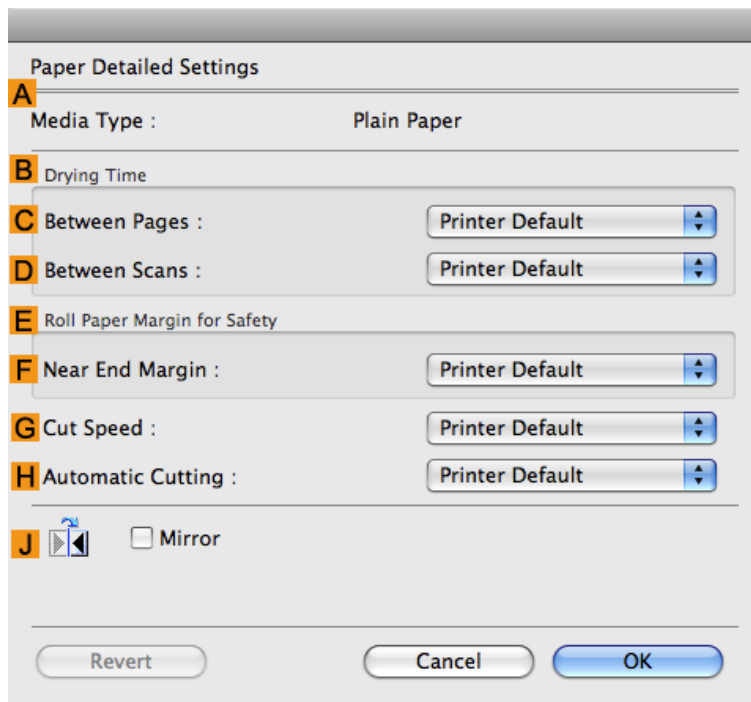 Paper Detailed Settings
A
Media Type : Plain Paper
B Drying Time
C Between Pages : Printer Default
D Between Scans : Printer Default
E Roll Paper Margin for Safety
F Near End Margin : Printer Default
G Cut Speed : Printer Default
H Automatic Cutting : Printer Default
J Mirror
Revert Cancel OK